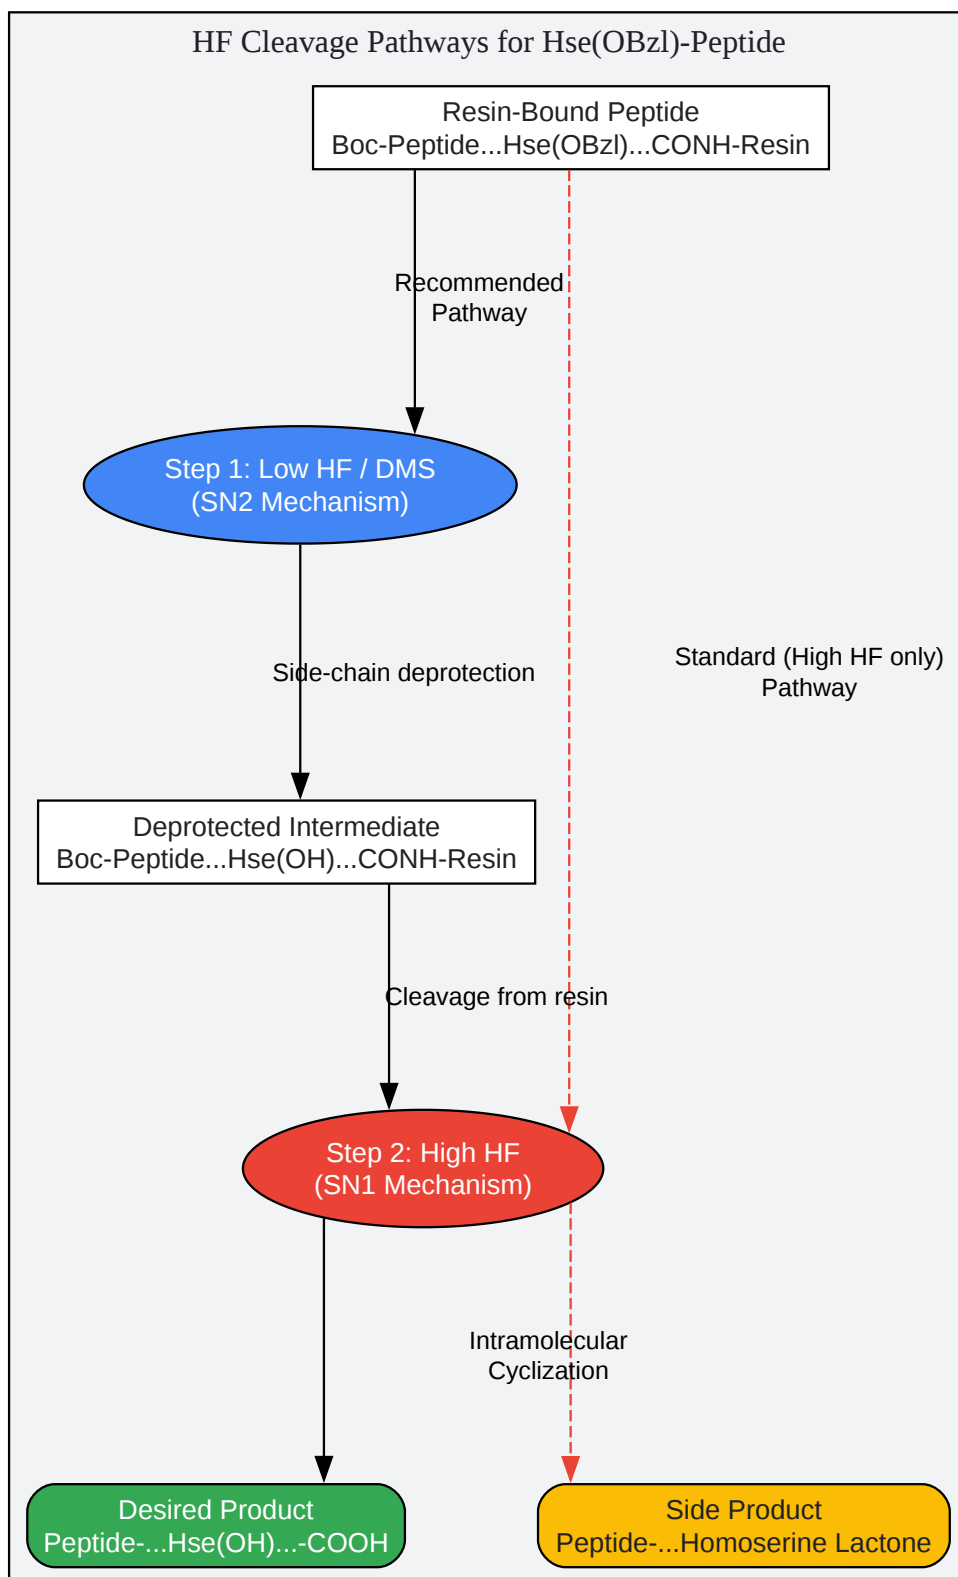 HF Cleavage Pathways for Hse(OBzl)-Peptide
Resin-Bound Peptide
Boc-Peptide...Hse(OBzl)...CONH-Resin
Recommended
Pathway
Step 1: Low HF / DMS
(SN2 Mechanism)
Standard (High HF only)
Pathway
Side-chain deprotection
Deprotected Intermediate
Boc-Peptide...Hse(OH)...CONH-Resin
Cleavage from resin
Step 2: High HF
(SN1 Mechanism)
Intramolecular
Cyclization
Desired Product
Peptide-...Hse(OH)...-COOH
Side Product
Peptide-...Homoserine Lactone